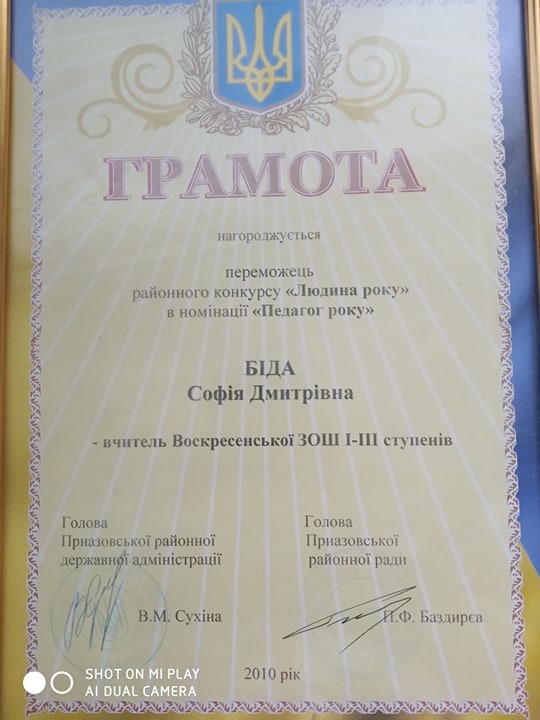 ГРАМОТА
нагороджується
переможець
районного конкурсу «Людина року»
в номінації «Педагог року»
БІДА
Софія Дмитрівна
- вчитель Воскресенської ЗОШ І-ІІІ ступенів
Голова
Приазовської районної
державної адміністрації
В.М. Сухіна
Голова
Приазовської
районної ради
П.Ф. Баздирєв
2010 рік
SHOT ON MI PLAY
AI DUAL CAMERA